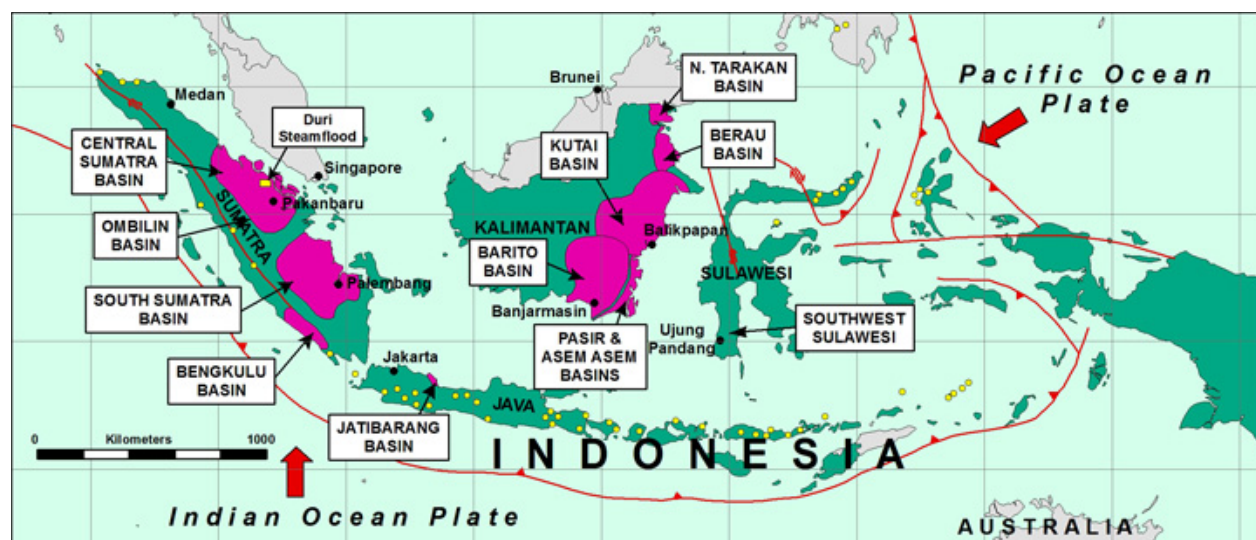 Pacific Ocean
Plate
N. TARAKAN
BASIN
Brunei
Medan
Duri
Steamflood
KUTAI
BASIN
BERAU
BASIN
CENTRAL
SUMATRA
BASIN
Singapore
Pakanbaru
SUMATRA
OMBILIN
BASIN
KALIMANTAN
Balikpapan
BARITO
BASIN
SULAWESI
SOUTH SUMATRA
BASIN
Palembang
Banjarmasin
Ujung
Pandang
SOUTHWEST
SULAWESI
PASIR &
ASEM ASEM
BASINS
BENGKULU
BASIN
Jakarta
JAVA
JATIBARANG
BASIN
0 Kilometers 1000
INDONESIA
Indian Ocean Plate
AUSTRALIA